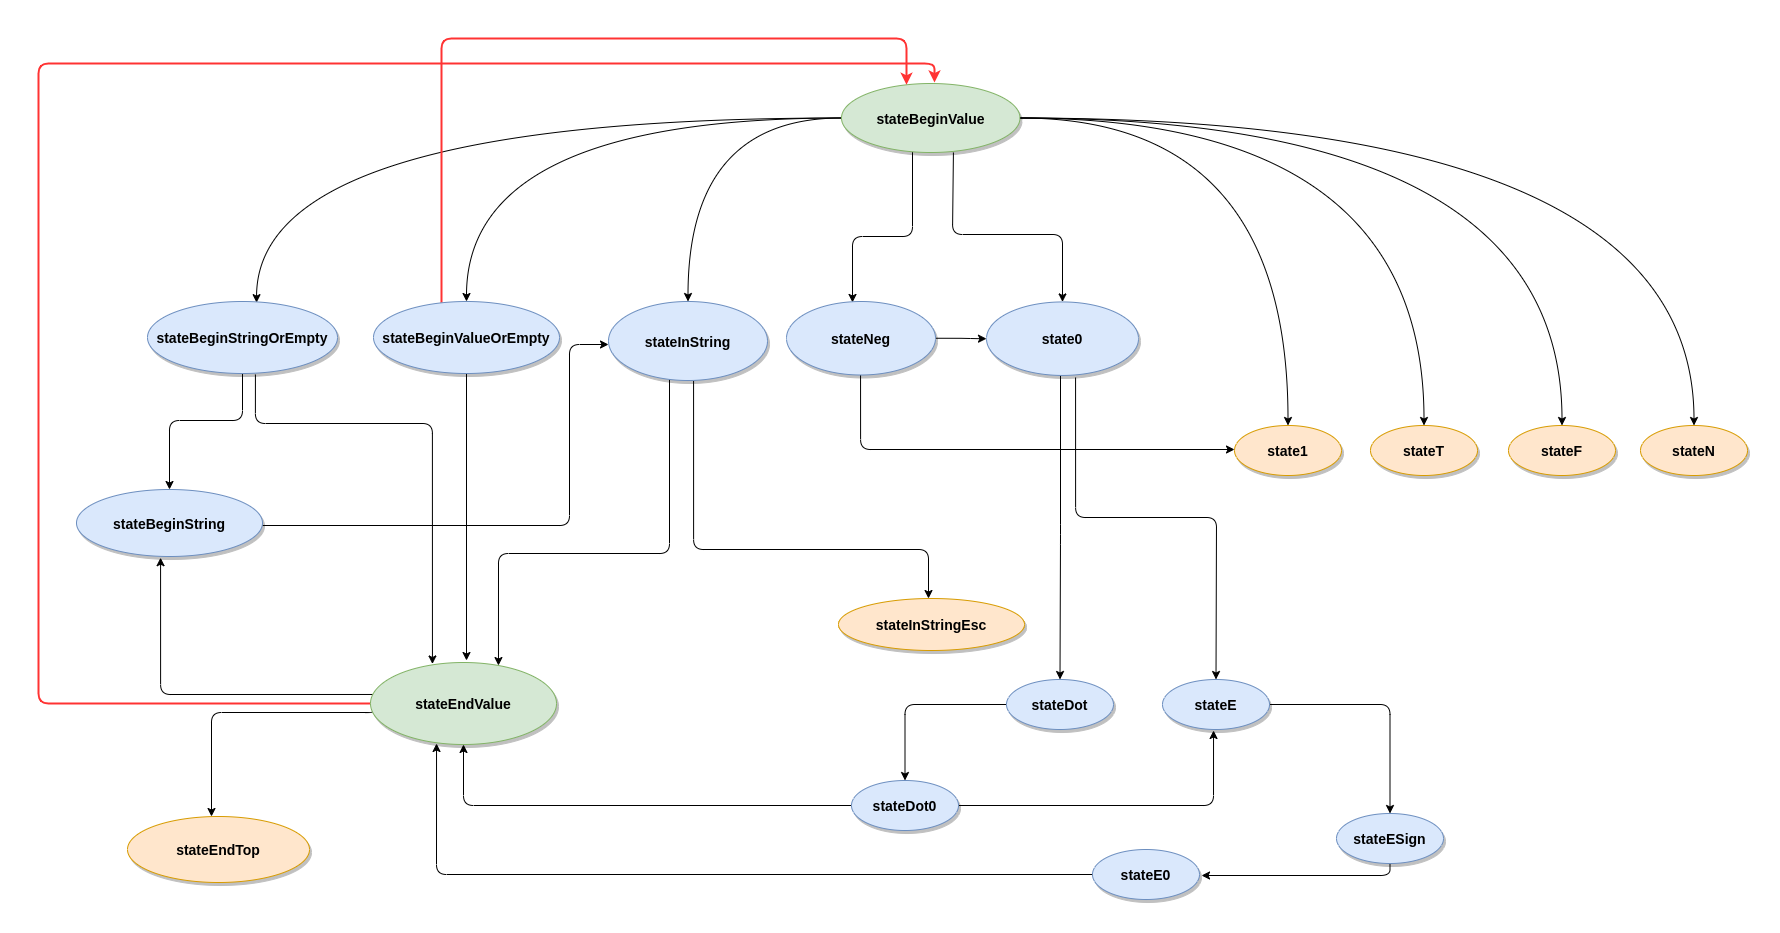 stateBeginValue
stateBeginStringOrEmpty
stateBeginValueOrEmpty
stateInString
stateNeg
state0
state1
stateT
stateF
stateN
stateBeginString
stateInStringEsc
stateEndValue
stateDot
stateE
stateDot0
stateESign
stateEndTop
stateE0